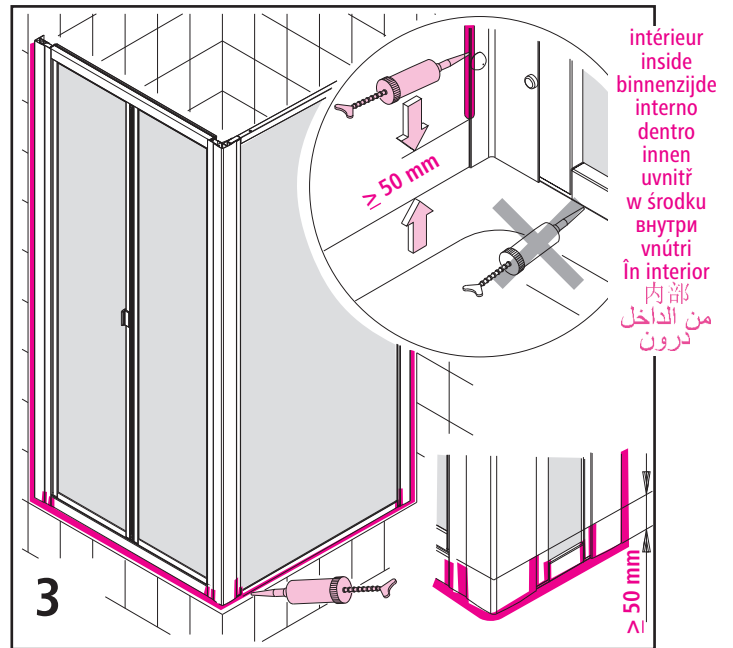 ≥ 50 mm
intérieur
inside
binnenzijde
interno
dentro
innen
uvnitř
w środku
внутри
vnútri
În interior
内部
من الداخل
درون
3
≥ 50 mm